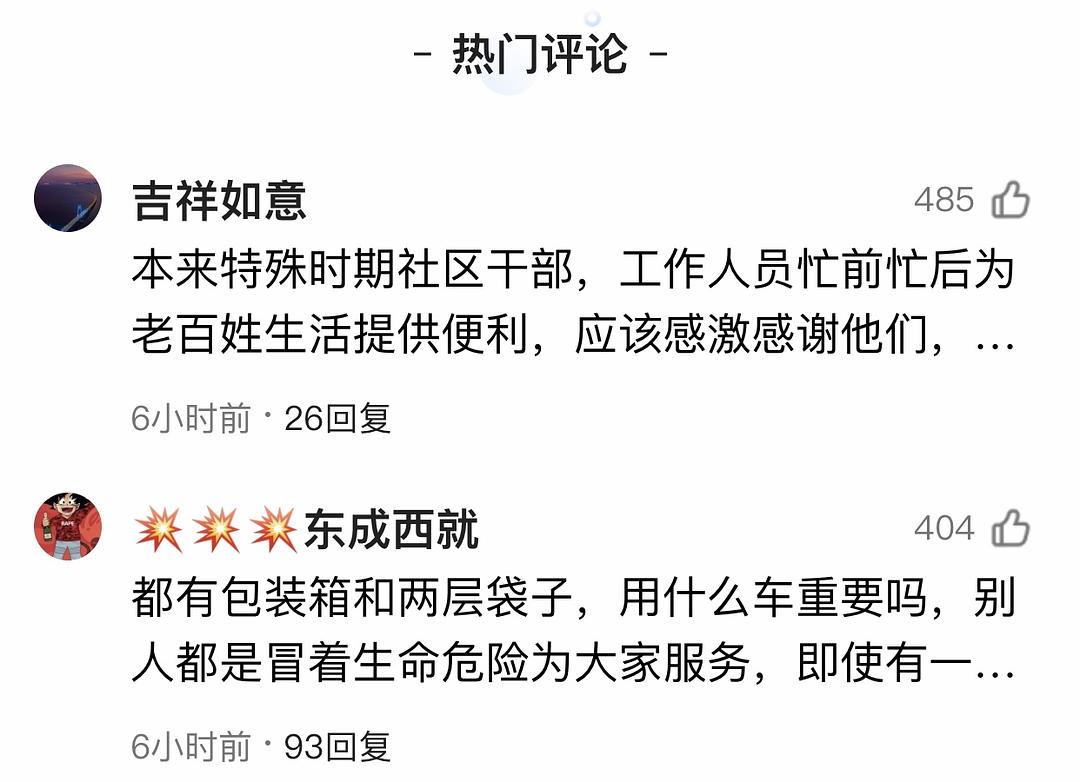 - 热门评论 -
吉祥如意
485
本来特殊时期社区干部，工作人员忙前忙后为
老百姓生活提供便利，应该感激感谢他们，...
6小时前 · 26回复
💥💥💥东成西就
404
都有包装箱和两层袋子，用什么车重要吗，别
人都是冒着生命危险为大家服务，即使有一...
6小时前 · 93回复